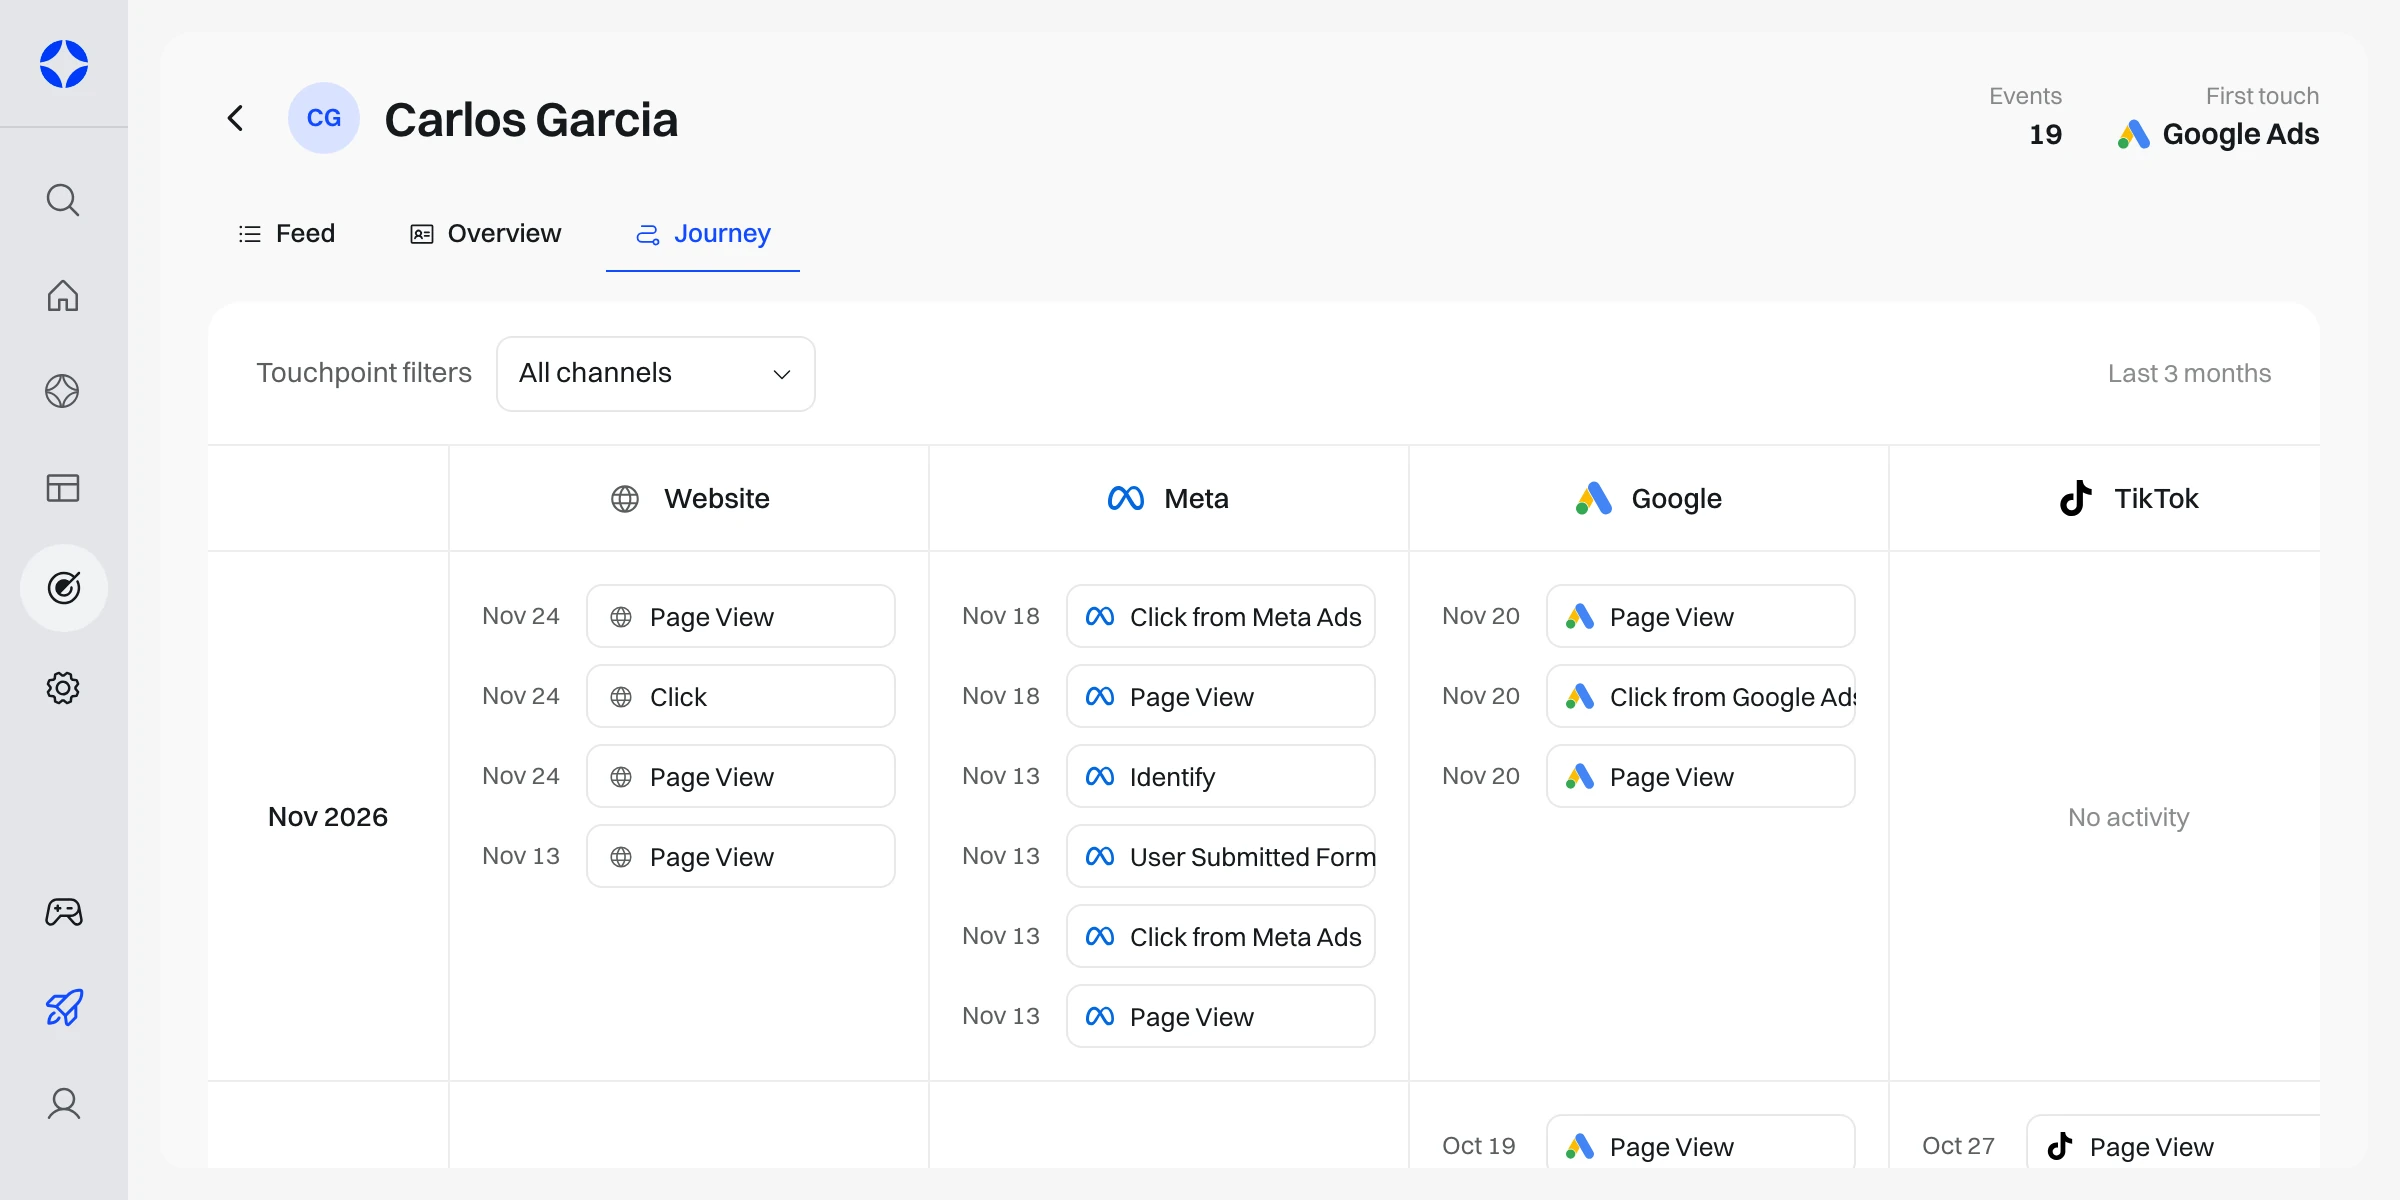 CG
Carlos Garcia
Events
19
First touch
Google Ads
Feed
Overview
Journey
Touchpoint filters
All channels
Last 3 months
Website
Meta
Google
TikTok
Nov 2026
Nov 24 Page View
Nov 24 Click
Nov 24 Page View
Nov 13 Page View
Nov 18 Click from Meta Ads
Nov 18 Page View
Nov 13 Identify
Nov 13 User Submitted Form
Nov 13 Click from Meta Ads
Nov 13 Page View
Nov 20 Page View
Nov 20 Click from Google Ads
Nov 20 Page View
No activity
Oct 19 Page View
Oct 27 Page View